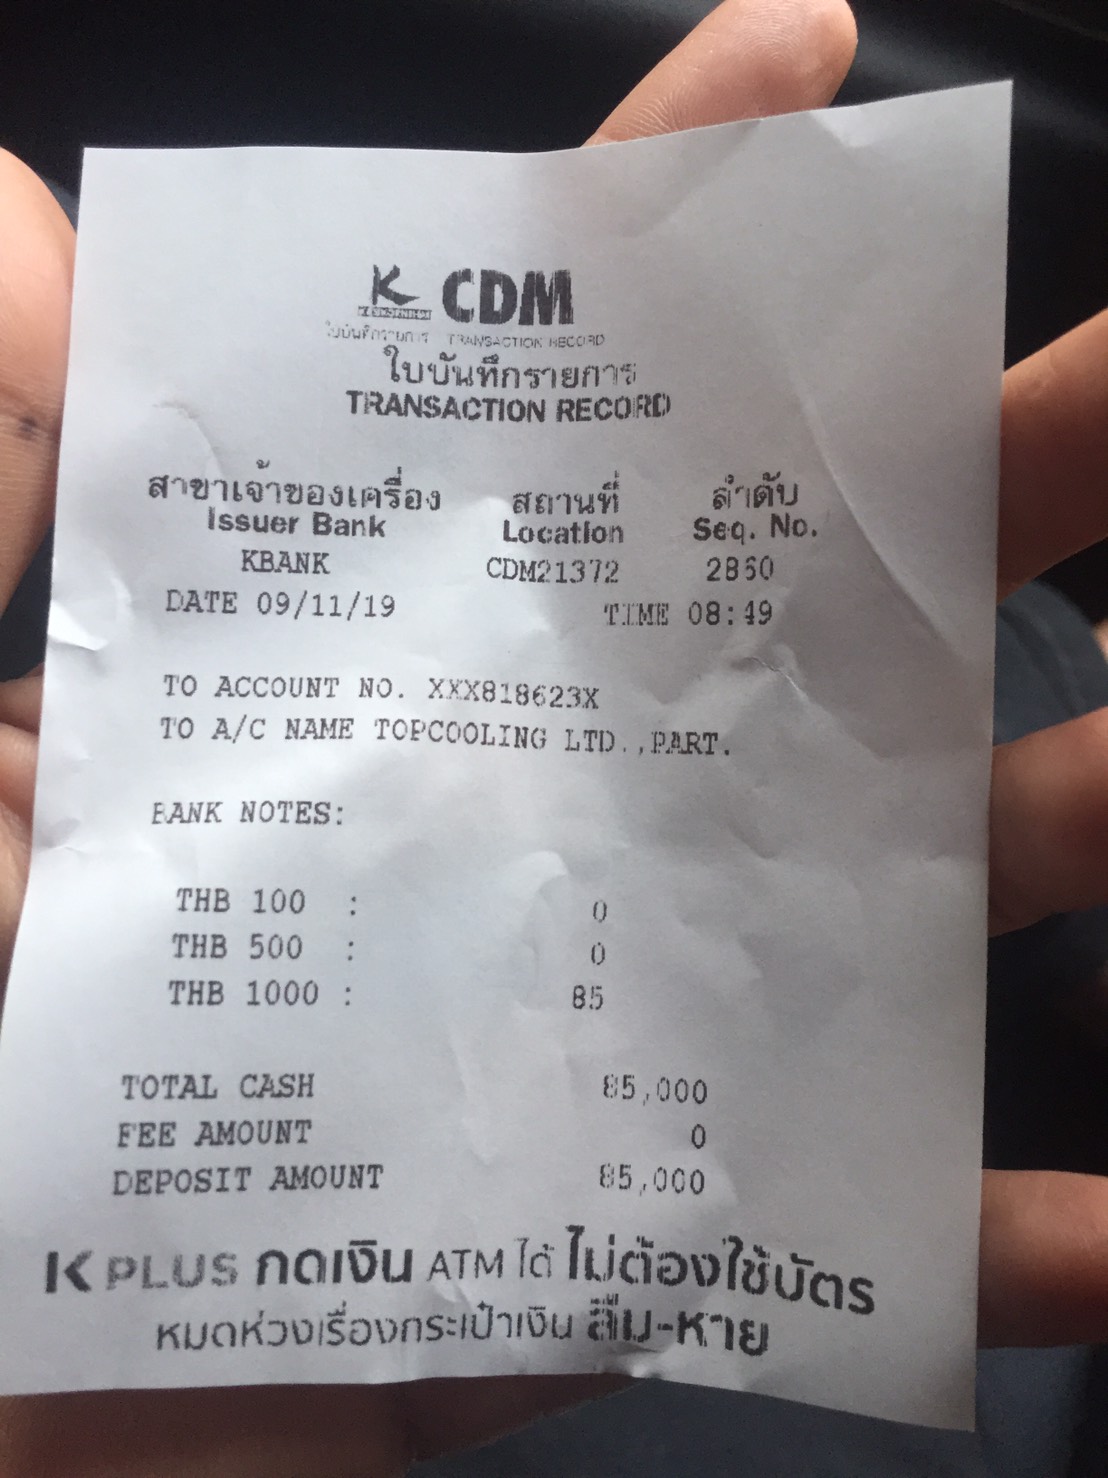 K CDM
ใบบันทึกรายการ TRANSACTION RECORD
ใบบันทึกรายการ
TRANSACTION RECORD
สาขาเจ้าของเครื่อง สถานที่ ลำดับ
Issuer Bank Location Seq. No.
KBANK CDM21372 2860
DATE 09/11/19 TIME 08:49
TO ACCOUNT NO. XXX818623X
TO A/C NAME TOPCOOLING LTD.,PART.
BANK NOTES:
THB 100 : 0
THB 500 : 0
THB 1000 : 85
TOTAL CASH 85,000
FEE AMOUNT 0
DEPOSIT AMOUNT 85,000
K PLUS กดเงิน ATM ได้ ไม่ต้องใช้บัตร
หมดห่วงเรื่องกระเป๋าเงิน ลืม-หาย